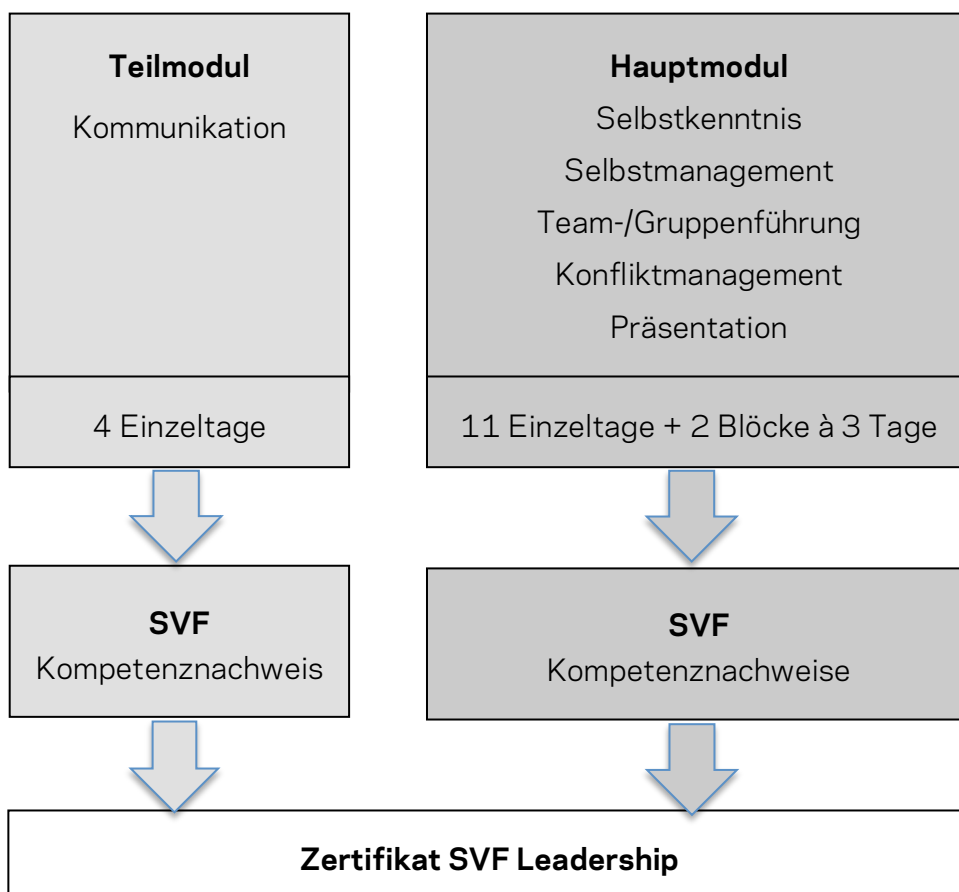 Teilmodul
Kommunikation
4 Einzeltage
SVF
Kompetenznachweis
Hauptmodul
Selbstkenntnis
Selbstmanagement
Team-/Gruppenführung
Konfliktmanagement
Präsentation
11 Einzeltage + 2 Blöcke à 3 Tage
SVF
Kompetenznachweise
Zertifikat SVF Leadership